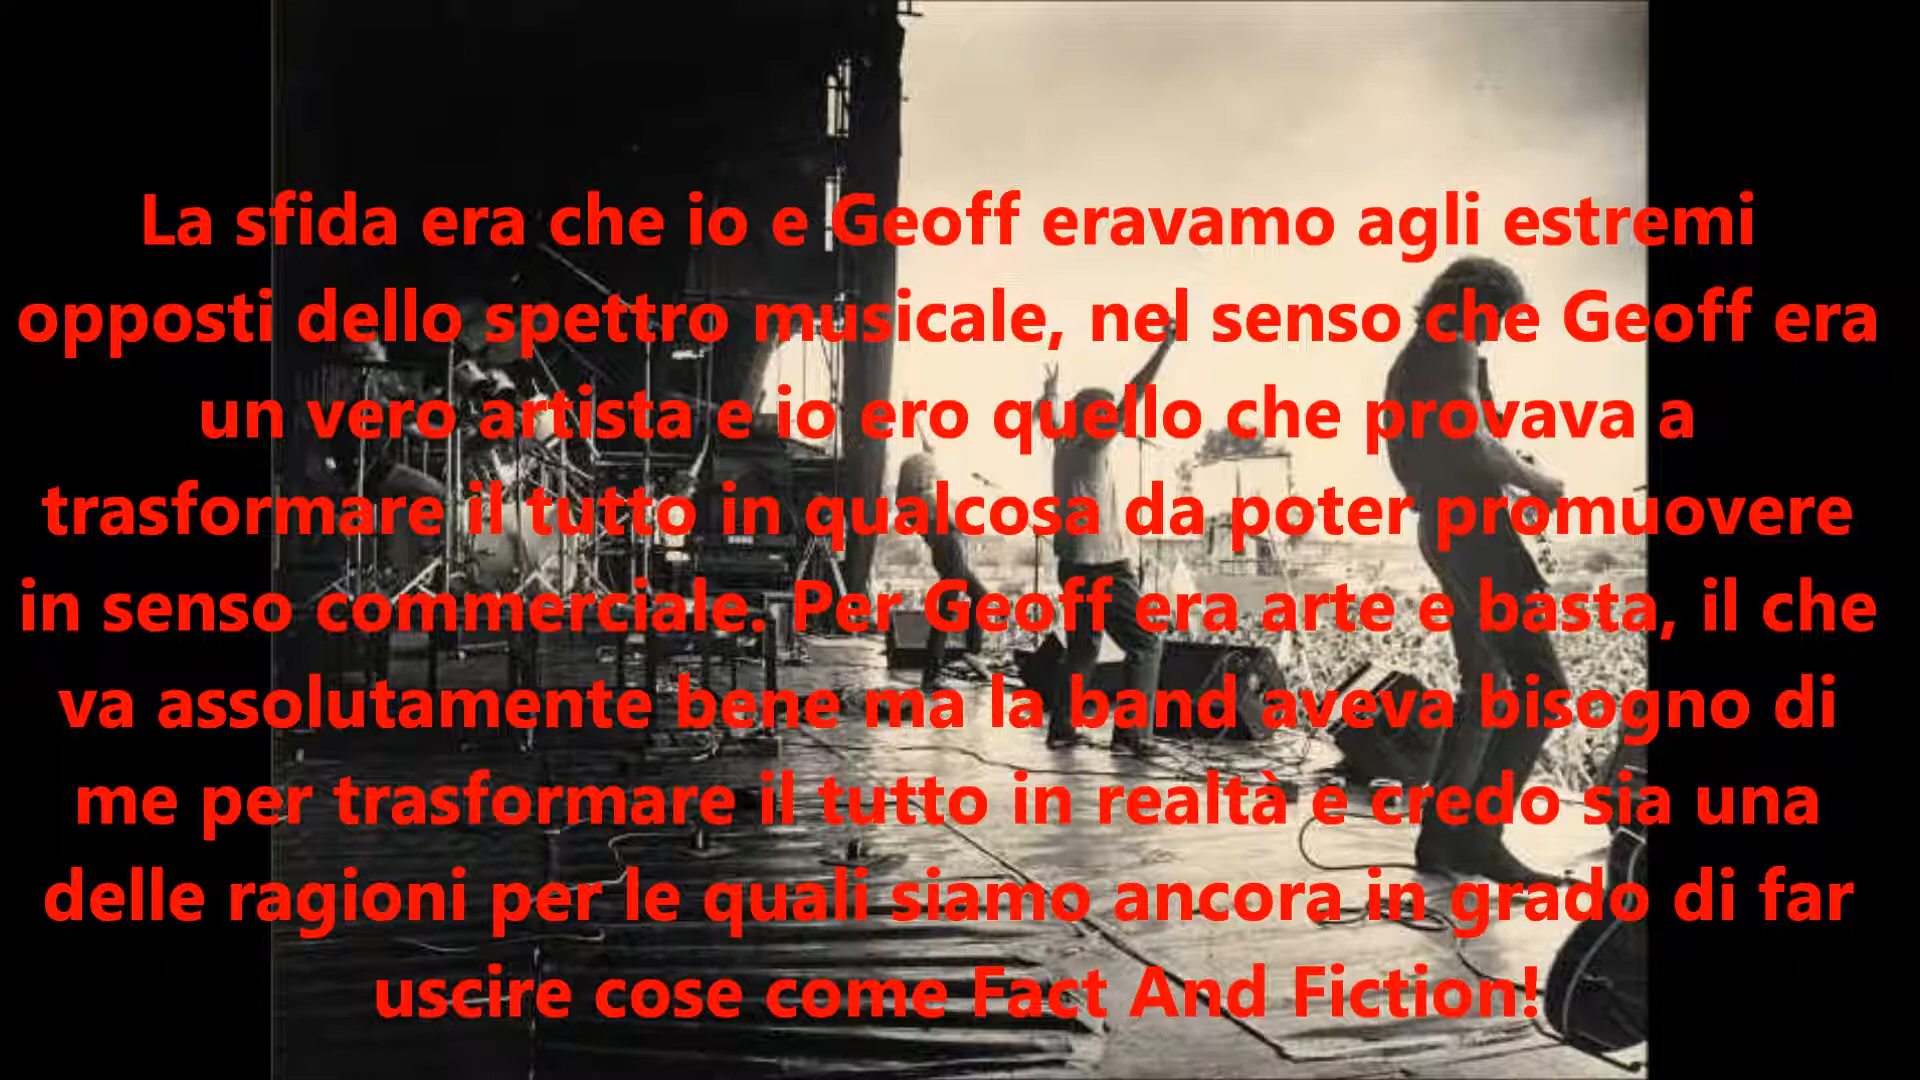 La sfida era che io e Geoff eravamo agli estremi
opposti dello spettro musicale, nel senso che Geoff era
un vero artista e io ero quello che provava a
trasformare il tutto in qualcosa da poter promuovere
in senso commerciale. Per Geoff era arte e basta, il che
va assolutamente bene ma la band aveva bisogno di
me per trasformare il tutto in realtà e credo sia una
delle ragioni per le quali siamo ancora in grado di far
uscire cose come Fact And Fiction!